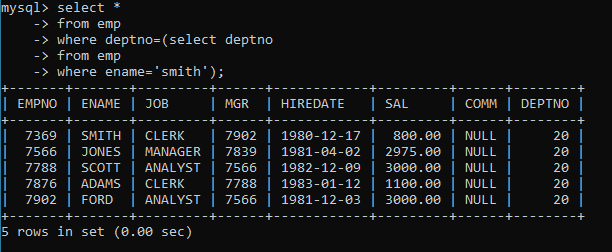 mysql> select *
    -> from emp
    -> where deptno=(select deptno
    -> from emp
    -> where ename='smith');
+-------+-------+---------+------+------------+---------+------+--------+
| EMPNO | ENAME | JOB     | MGR  | HIREDATE   | SAL     | COMM | DEPTNO |
+-------+-------+---------+------+------------+---------+------+--------+
|  7369 | SMITH | CLERK   | 7902 | 1980-12-17 |  800.00 | NULL |     20 |
|  7566 | JONES | MANAGER | 7839 | 1981-04-02 | 2975.00 | NULL |     20 |
|  7788 | SCOTT | ANALYST | 7566 | 1982-12-09 | 3000.00 | NULL |     20 |
|  7876 | ADAMS | CLERK   | 7788 | 1983-01-12 | 1100.00 | NULL |     20 |
|  7902 | FORD  | ANALYST | 7566 | 1981-12-03 | 3000.00 | NULL |     20 |
+-------+-------+---------+------+------------+---------+------+--------+
5 rows in set (0.00 sec)